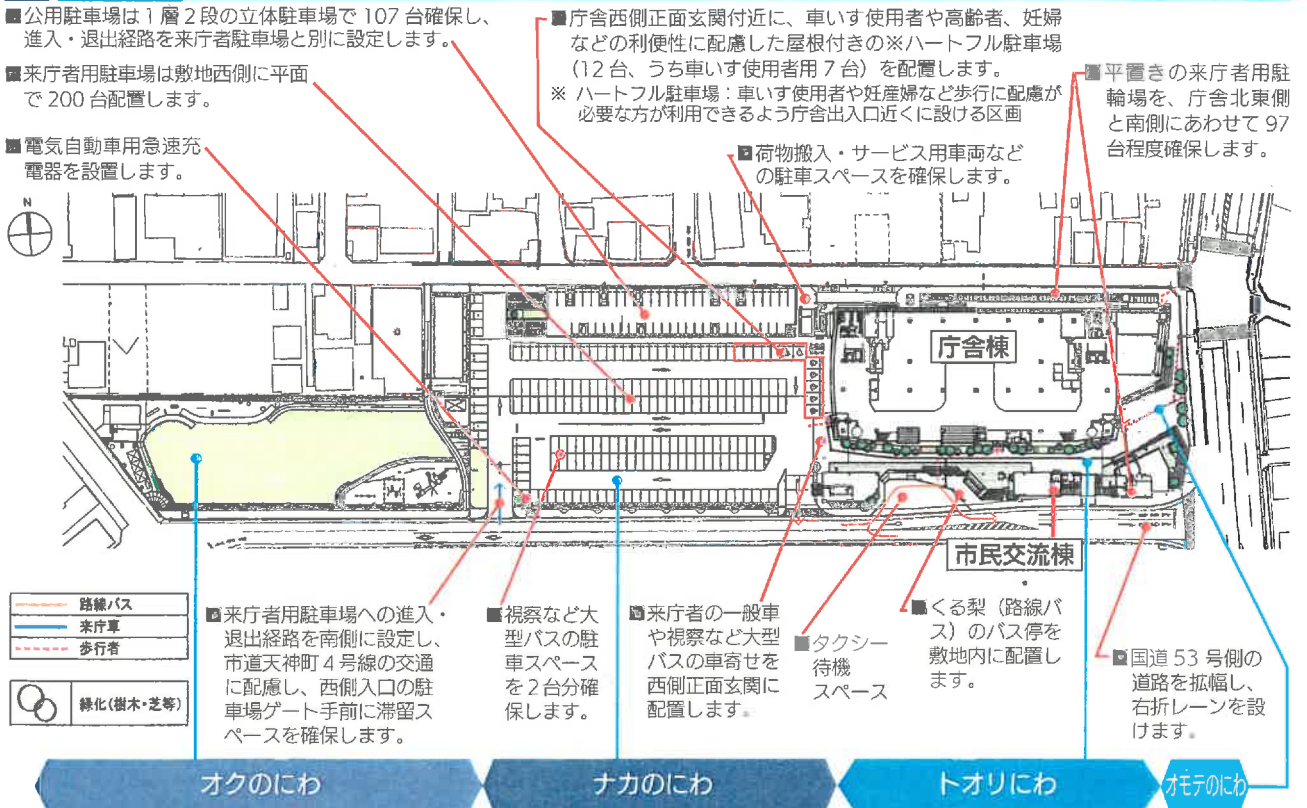 ■公用駐車場は1層2段の立体駐車場で107台確保し、
進入・退出経路を来庁者駐車場と別に設定します。
■来庁者用駐車場は敷地西側に平面
で200台配置します。
■電気自動車用急速充
電器を設置します。
■庁舎西側正面玄関付近に、車いす使用者や高齢者、妊婦
などの利便性に配慮した屋根付きの※ハートフル駐車場
(12台、うち車いす使用者用7台)を配置します。
※ ハートフル駐車場：車いす使用者や妊産婦など歩行に配慮が
必要な方が利用できるよう庁舎出入口近くに設ける区画
■荷物搬入・サービス用車両など
の駐車スペースを確保します。
■平置きの来庁者用駐
輪場を、庁舎北東側
と南側にあわせて97
台程度確保します。
N
庁舎棟
市民交流棟
路線バス
来庁車
歩行者
緑化(樹木・芝等)
■来庁者用駐車場への進入・
退出経路を南側に設定し、
市道天神町4号線の交通
に配慮し、西側入口の駐
車場ゲート手前に滞留ス
ペースを確保します。
■視察など大
型バスの駐
車スペース
を2台分確
保します。
■来庁者の一般車
や視察など大型
バスの車寄せを
西側正面玄関に
配置します。
■タクシー
待機
スペース
■くる梨（路線バ
ス）のバス停を
敷地内に配置し
ます。
■国道53号側の
道路を拡幅し、
右折レーンを設
けます。
オクのにわ
ナカのにわ
トオリにわ
オモテのにわ